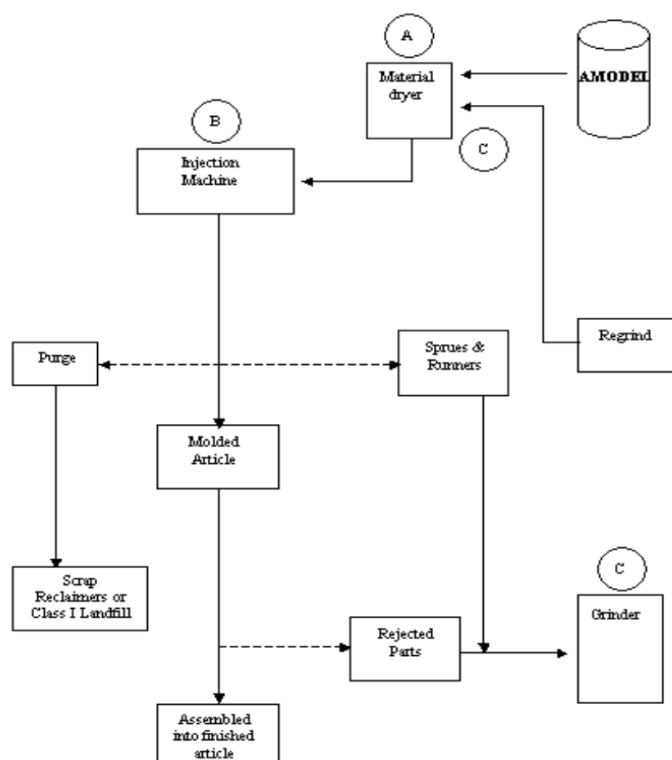 A
Material
dryer
AMODEL
B
C
Injection
Machine
Regrind
Purge
Sprues &
Runners
Molded
Article
Scrap
Reclaimers or
Class I Landfill
C
Grinder
Rejected
Parts
Assembled
into finished
article